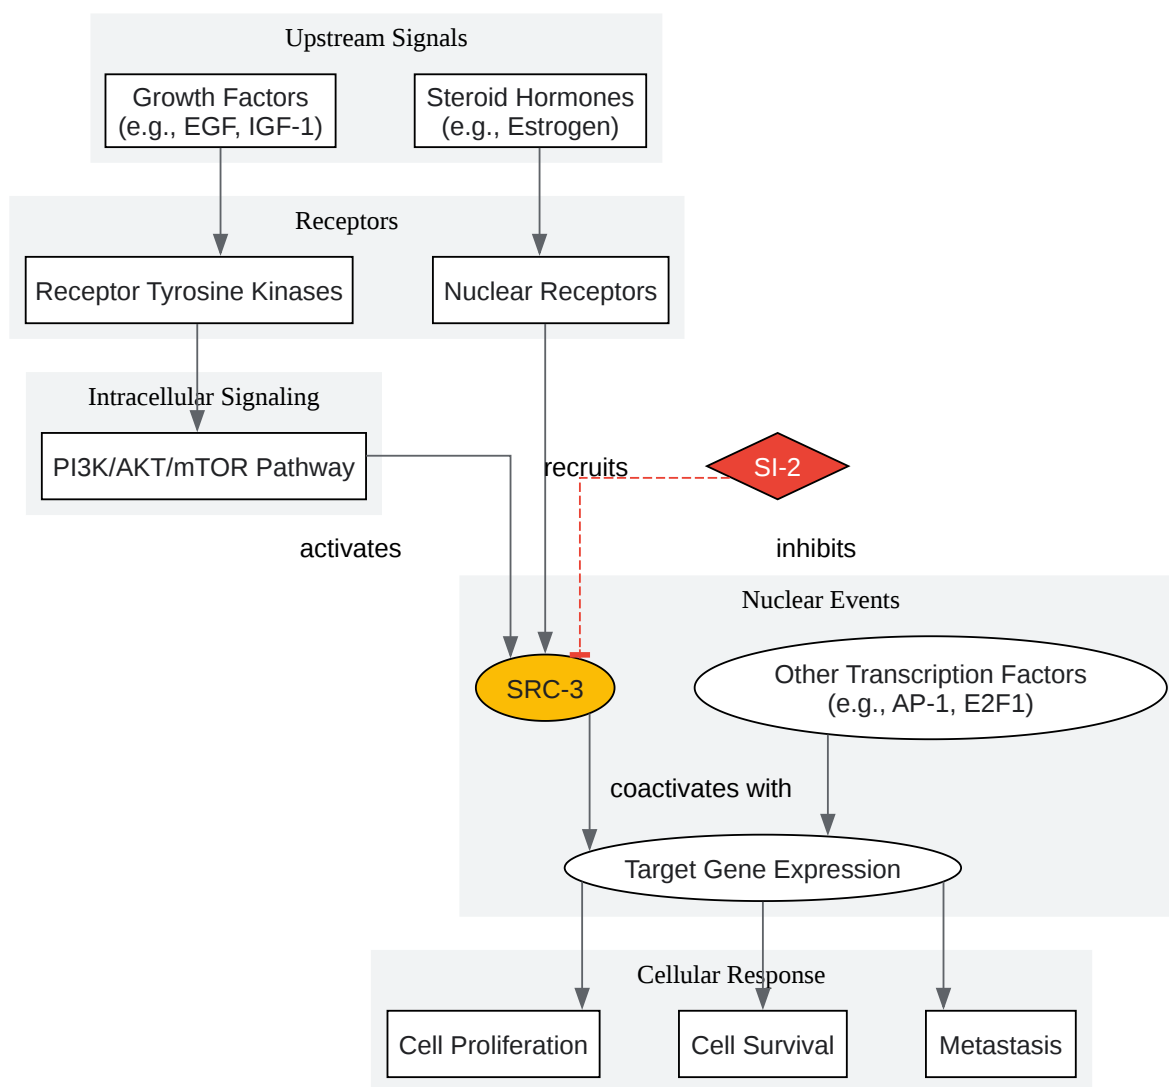 Upstream Signals
Growth Factors
(e.g., EGF, IGF-1)
Steroid Hormones
(e.g., Estrogen)
Receptors
Receptor Tyrosine Kinases
Nuclear Receptors
Intracellular Signaling
PI3K/AKT/mTOR Pathway
recruits
SI-2
activates
inhibits
Nuclear Events
SRC-3
Other Transcription Factors
(e.g., AP-1, E2F1)
coactivates with
Target Gene Expression
Cellular Response
Cell Proliferation
Cell Survival
Metastasis